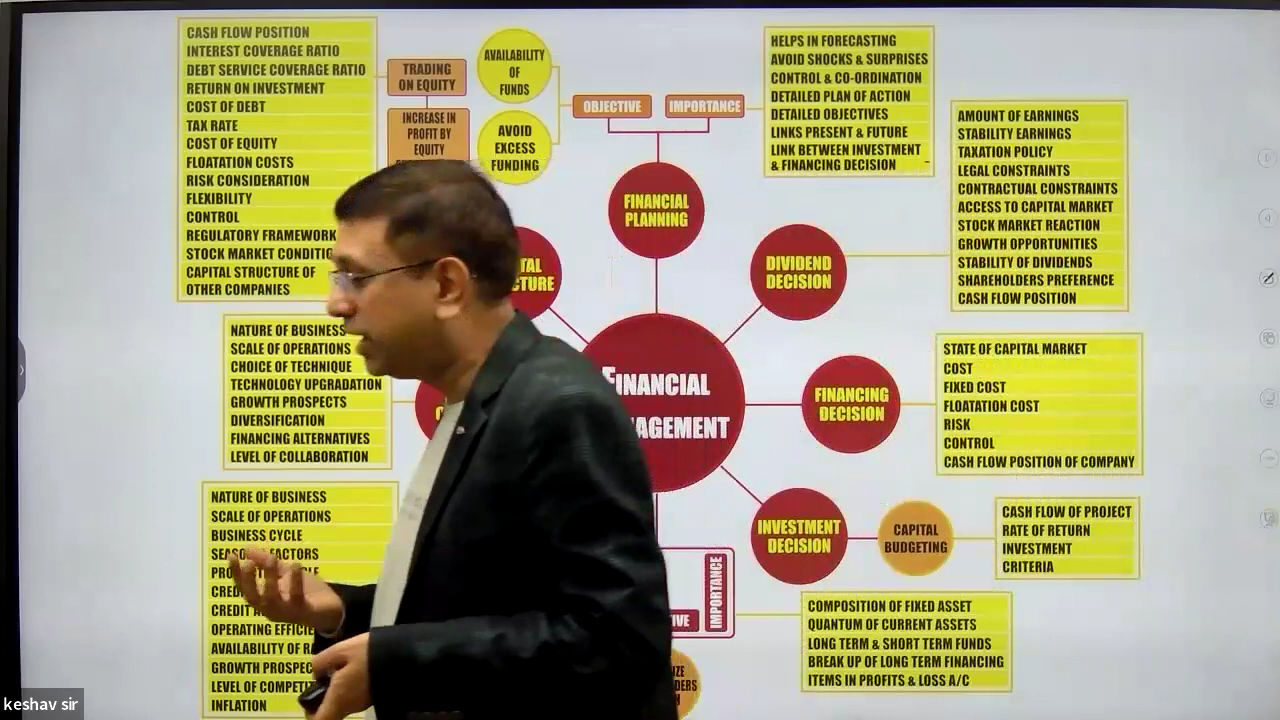 CASH FLOW POSITION
INTEREST COVERAGE RATIO
DEBT SERVICE COVERAGE RATIO
RETURN ON INVESTMENT
COST OF DEBT
TAX RATE
COST OF EQUITY
FLOATATION COSTS
RISK CONSIDERATION
FLEXIBILITY
CONTROL
REGULATORY FRAMEWORK
STOCK MARKET
CAPITAL STRUCTURE OF
OTHER COMPANIES
TRADING
ON EQUITY
INCREASE IN
PROFIT BY
EQUITY
AVAILABILITY
OF
FUNDS
AVOID
EXCESS
FUNDING
OBJECTIVE
IMPORTANCE
HELPS IN FORECASTING
AVOID SHOCKS & SURPRISES
CONTROL & CO-ORDINATION
DETAILED PLAN OF ACTION
DETAILED OBJECTIVES
LINKS PRESENT & FUTURE
LINK BETWEEN INVESTMENT
& FINANCING DECISION
FINANCIAL
PLANNING
DIVIDEND
DECISION
AMOUNT OF EARNINGS
STABILITY EARNINGS
TAXATION POLICY
LEGAL CONSTRAINTS
CONTRACTUAL CONSTRAINTS
ACCESS TO CAPITAL MARKET
STOCK MARKET REACTION
GROWTH OPPORTUNITIES
STABILITY OF DIVIDENDS
SHAREHOLDERS PREFERENCE
CASH FLOW POSITION
NATURE OF BUSINESS
SCALE OF OPERATIONS
CHOICE OF TECHNIQUE
TECHNOLOGY UPGRADATION
GROWTH PROSPECTS
DIVERSIFICATION
FINANCING ALTERNATIVES
LEVEL OF COLLABORATION
FINANCIAL
FINANCING
DECISION
STATE OF CAPITAL MARKET
COST
FIXED COST
FLOATATION COST
RISK
CONTROL
CASH FLOW POSITION OF COMPANY
NATURE OF BUSINESS
SCALE OF OPERATIONS
BUSINESS CYCLE
FACTORS
CREDIT
OPERATING
AVAILABILITY OF
GROWTH
LEVEL OF
INFLATION
INVESTMENT
DECISION
CAPITAL
BUDGETING
CASH FLOW OF PROJECT
RATE OF RETURN
INVESTMENT
CRITERIA
IMPORTANCE
COMPOSITION OF FIXED ASSET
QUANTUM OF CURRENT ASSETS
LONG TERM & SHORT TERM FUNDS
BREAK UP OF LONG TERM FINANCING
ITEMS IN PROFITS & LOSS A/C
keshav sir